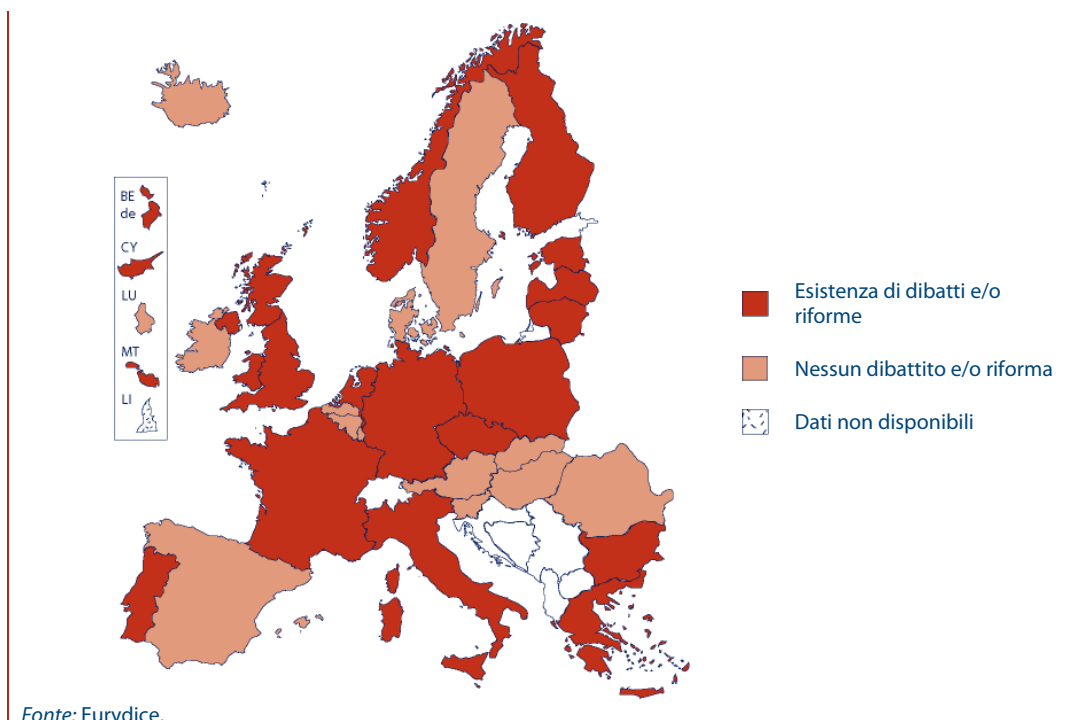 BE
de
CY
LU
MT
LI
Esistenza di dibatti e/o
riforme
Nessun dibattito e/o riforma
Dati non disponibili
Fonte: Eurydice.